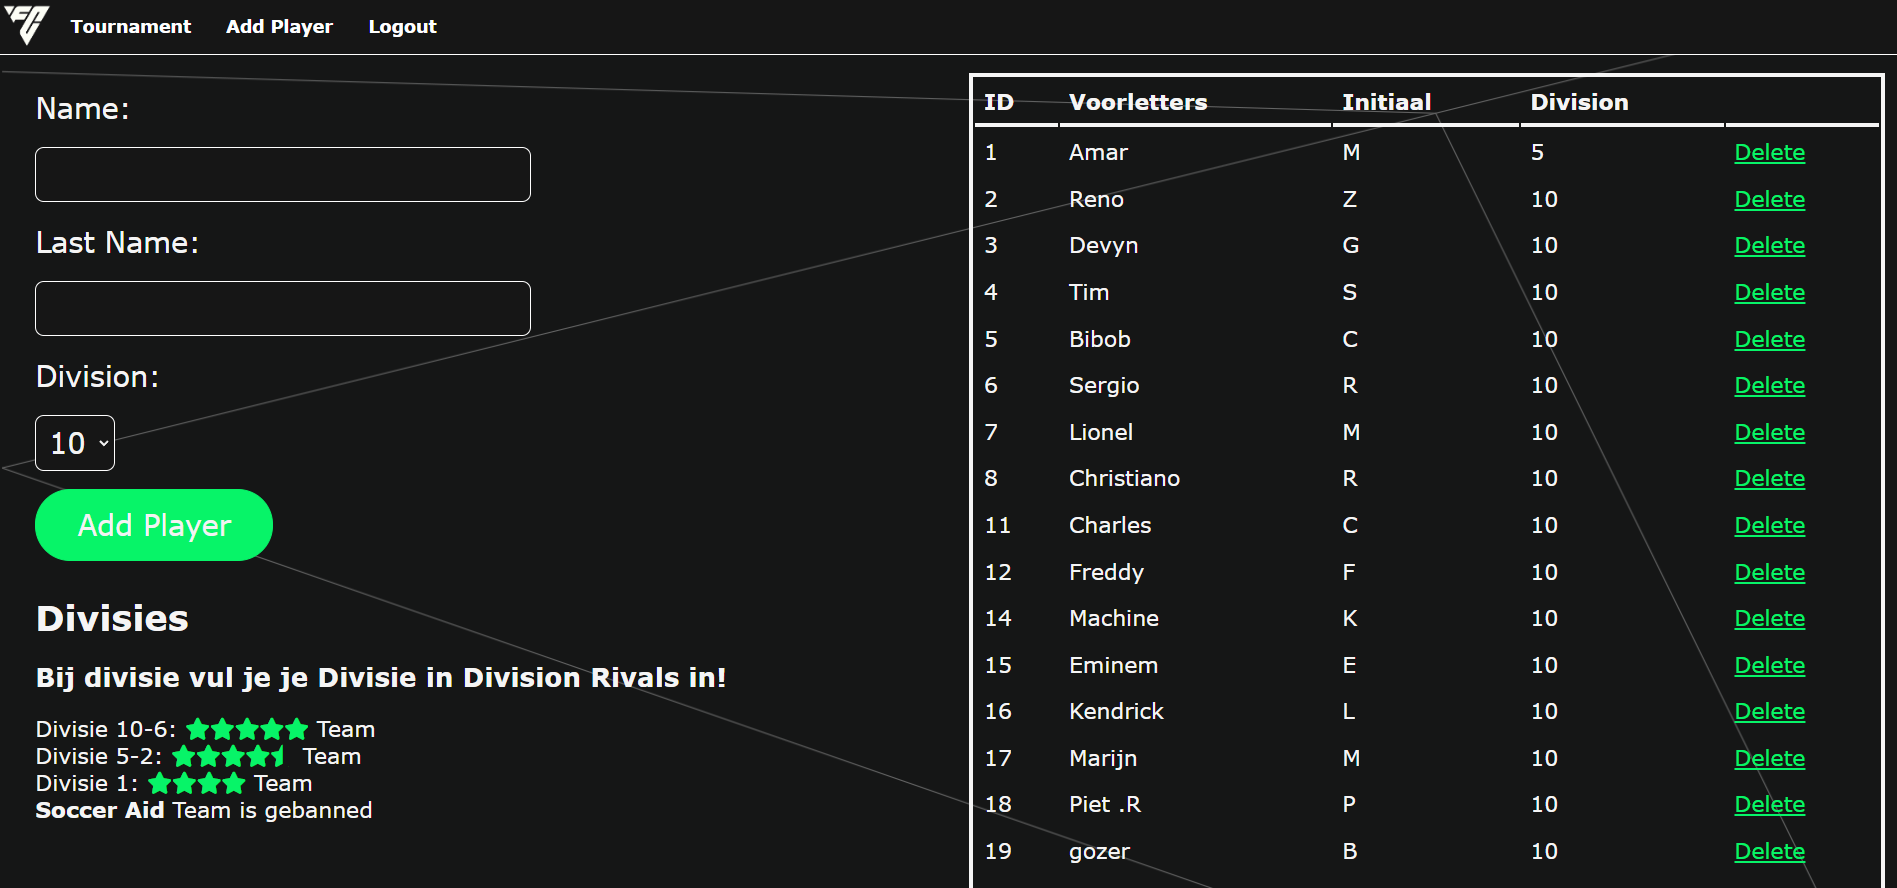 Tournament Add Player Logout
Name:
Last Name:
Division:
10
Add Player
Divisies
Bij divisie vul je je Divisie in Division Rivals in!
Divisie 10-6: ★★★★★ Team
Divisie 5-2: ★★★★⯨ Team
Divisie 1: ★★★★ Team
Soccer Aid Team is gebanned
ID Voorletters Initiaal Division
1 Amar M 5 Delete
2 Reno Z 10 Delete
3 Devyn G 10 Delete
4 Tim S 10 Delete
5 Bibob C 10 Delete
6 Sergio R 10 Delete
7 Lionel M 10 Delete
8 Christiano R 10 Delete
11 Charles C 10 Delete
12 Freddy F 10 Delete
14 Machine K 10 Delete
15 Eminem E 10 Delete
16 Kendrick L 10 Delete
17 Marijn M 10 Delete
18 Piet .R P 10 Delete
19 gozer B 10 Delete